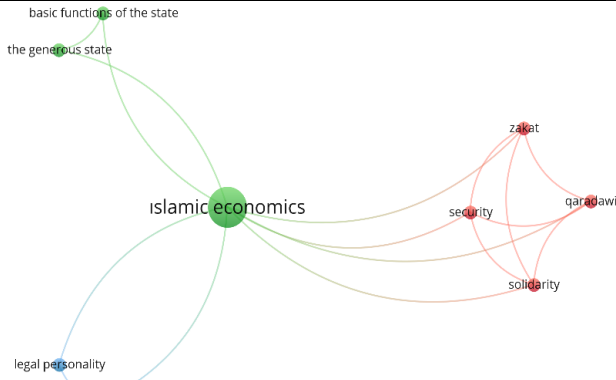 basic functions of the state
the generous state
zakat
qaradawi
ıslamic economics
security
solidarity
legal personality